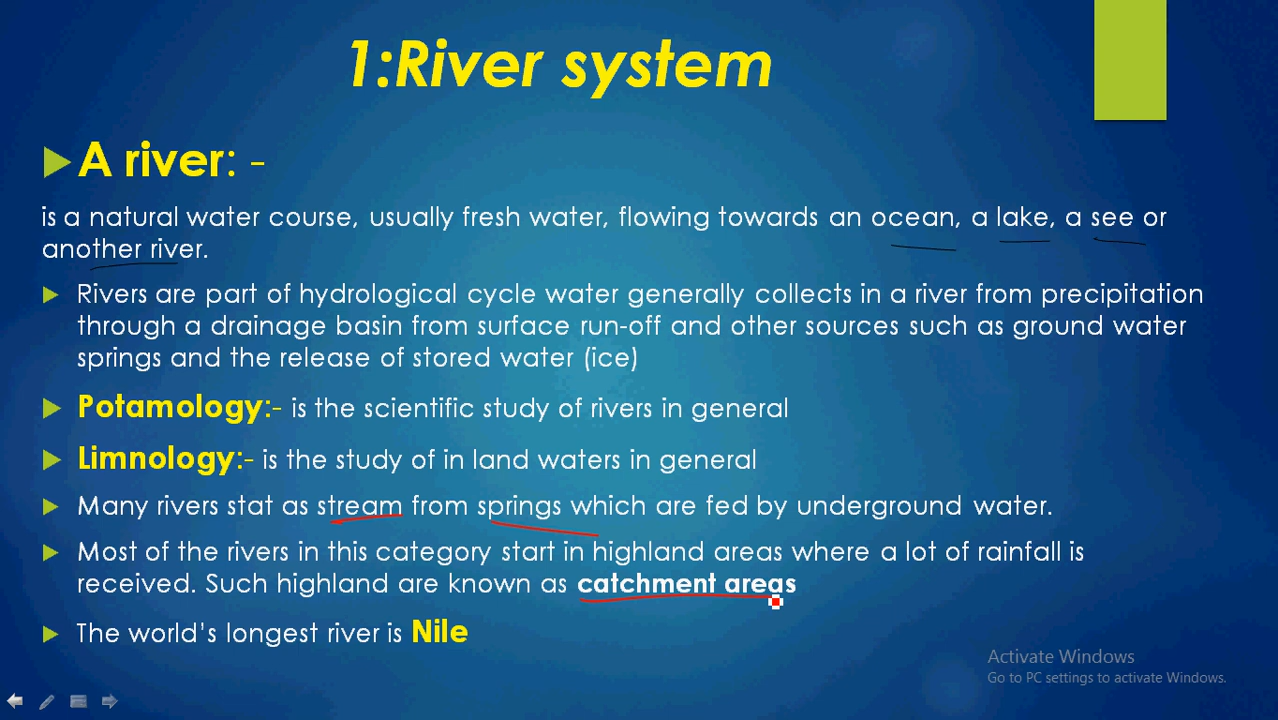 1:River system
A river: -
is a natural water course, usually fresh water, flowing towards an ocean, a lake, a see or
another river.
Rivers are part of hydrological cycle water generally collects in a river from precipitation
through a drainage basin from surface run-off and other sources such as ground water
springs and the release of stored water (ice)
Potamology:- is the scientific study of rivers in general
Limnology:- is the study of in land waters in general
Many rivers stat as stream from springs which are fed by underground water.
Most of the rivers in this category start in highland areas where a lot of rainfall is
received. Such highland are known as catchment areas
The world's longest river is Nile
Activate Windows
Go to PC settings to activate Windows.